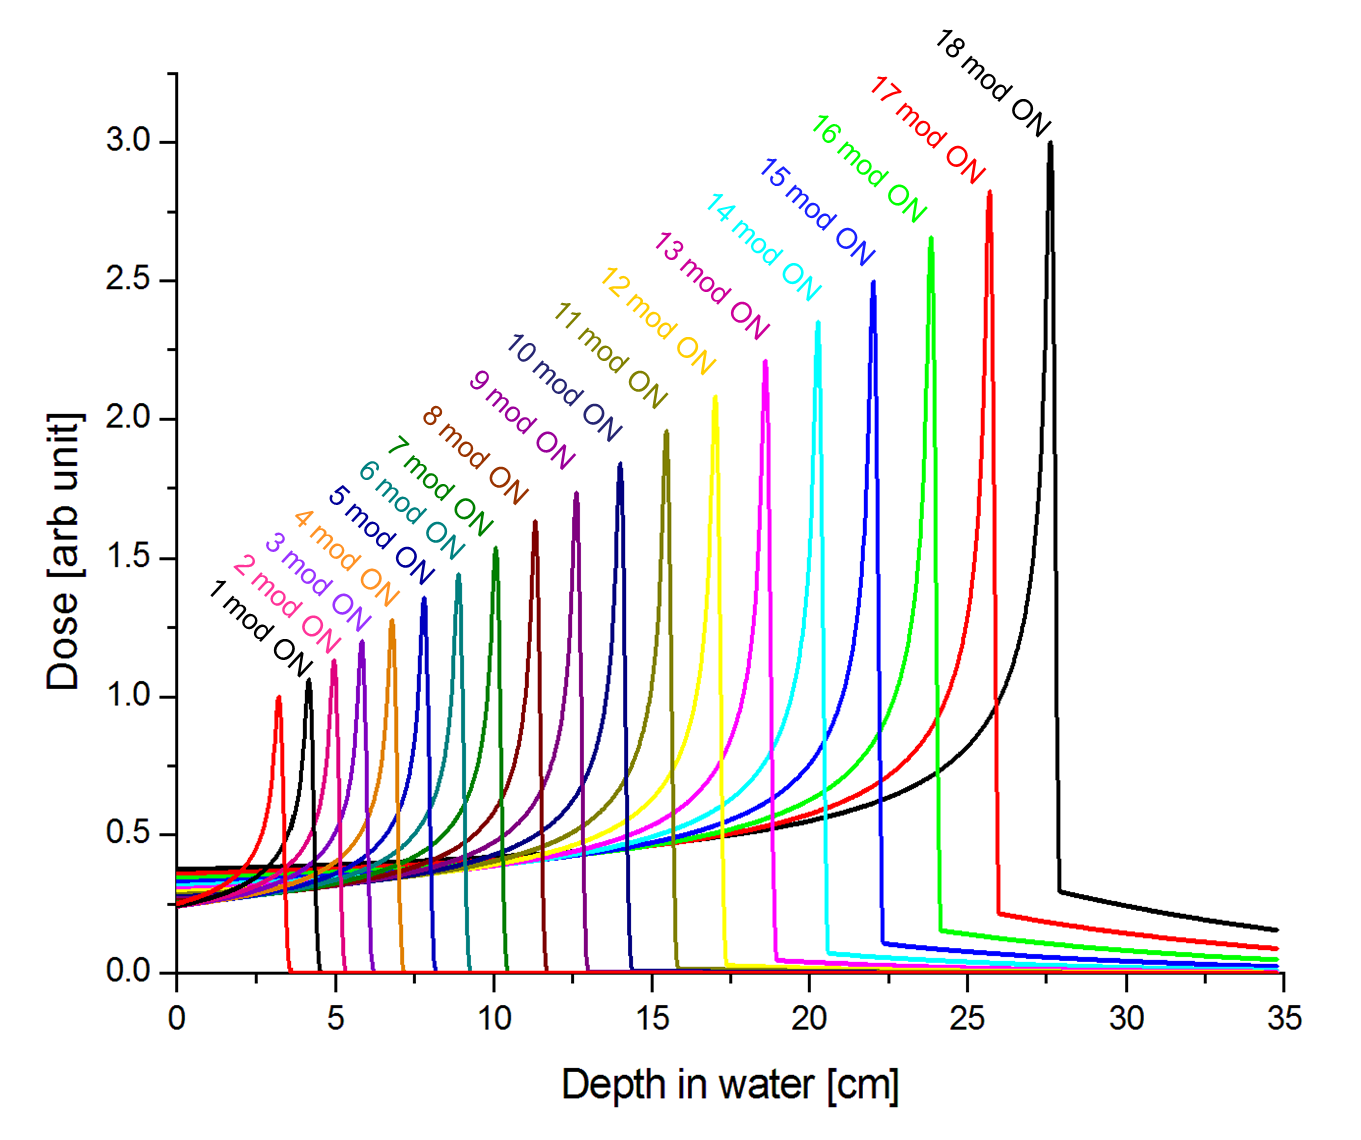 18 mod ON
17 mod ON
16 mod ON
15 mod ON
14 mod ON
13 mod ON
12 mod ON
11 mod ON
10 mod ON
9 mod ON
8 mod ON
7 mod ON
6 mod ON
5 mod ON
4 mod ON
3 mod ON
2 mod ON
1 mod ON
Dose [arb unit]
3.0
2.5
2.0
1.5
1.0
0.5
0.0
0 5 10 15 20 25 30 35
Depth in water [cm]